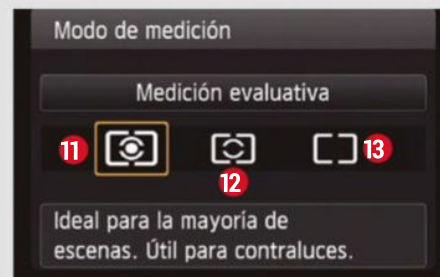 Modo de medición
Medición evaluativa
11
12
13
Ideal para la mayoría de
escenas. Útil para contraluces.